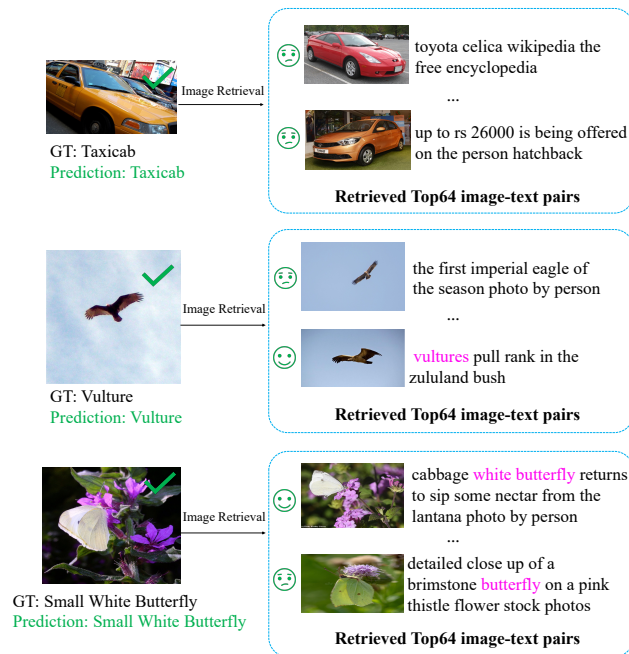 Image Retrieval
GT: Taxicab
Prediction: Taxicab
toyota celica wikipedia the
free encyclopedia
...
up to rs 26000 is being offered
on the person hatchback
Retrieved Top64 image-text pairs
Image Retrieval
GT: Vulture
Prediction: Vulture
the first imperial eagle of
the season photo by person
...
vultures pull rank in the
zululand bush
Retrieved Top64 image-text pairs
Image Retrieval
GT: Small White Butterfly
Prediction: Small White Butterfly
cabbage white butterfly returns
to sip some nectar from the
lantana photo by person
...
detailed close up of a
brimstone butterfly on a pink
thistle flower stock photos
Retrieved Top64 image-text pairs